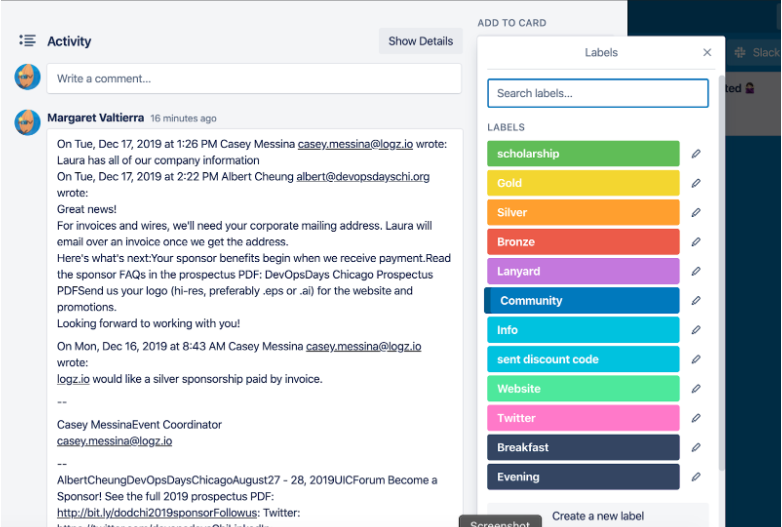 ADD TO CARD
Activity
Show Details
Write a comment...
Margaret Valtierra 16 minutes ago
On Tue, Dec 17, 2019 at 1:26 PM Casey Messina casey.messina@logz.io wrote:
Laura has all of our company information
On Tue, Dec 17, 2019 at 2:22 PM Albert Cheung albert@devopsdayschi.org
wrote:
Great news!
For invoices and wires, we'll need your corporate mailing address. Laura will
email over an invoice once we get the address.
Here's what's next:Your sponsor benefits begin when we receive payment.Read
the sponsor FAQs in the prospectus PDF: DevOpsDays Chicago Prospectus
PDFSend us your logo (hi-res, preferably .eps or .ai) for the website and
promotions.
Looking forward to working with you!
On Mon, Dec 16, 2019 at 8:43 AM Casey Messina casey.messina@logz.io
wrote:
logz.io would like a silver sponsorship paid by invoice.
--
Casey MessinaEvent Coordinator
casey.messina@logz.io
--
AlbertCheungDevOpsDaysChicagoAugust27 - 28, 2019UICForum Become a
Sponsor! See the full 2019 prospectus PDF:
http://bit.ly/dodchi2019sponsorFollowus: Twitter:
Labels
Search labels...
LABELS
scholarship
Gold
Silver
Bronze
Lanyard
Community
Info
sent discount code
Website
Twitter
Breakfast
Evening
Create a new label
Screenshot
Slack
ted